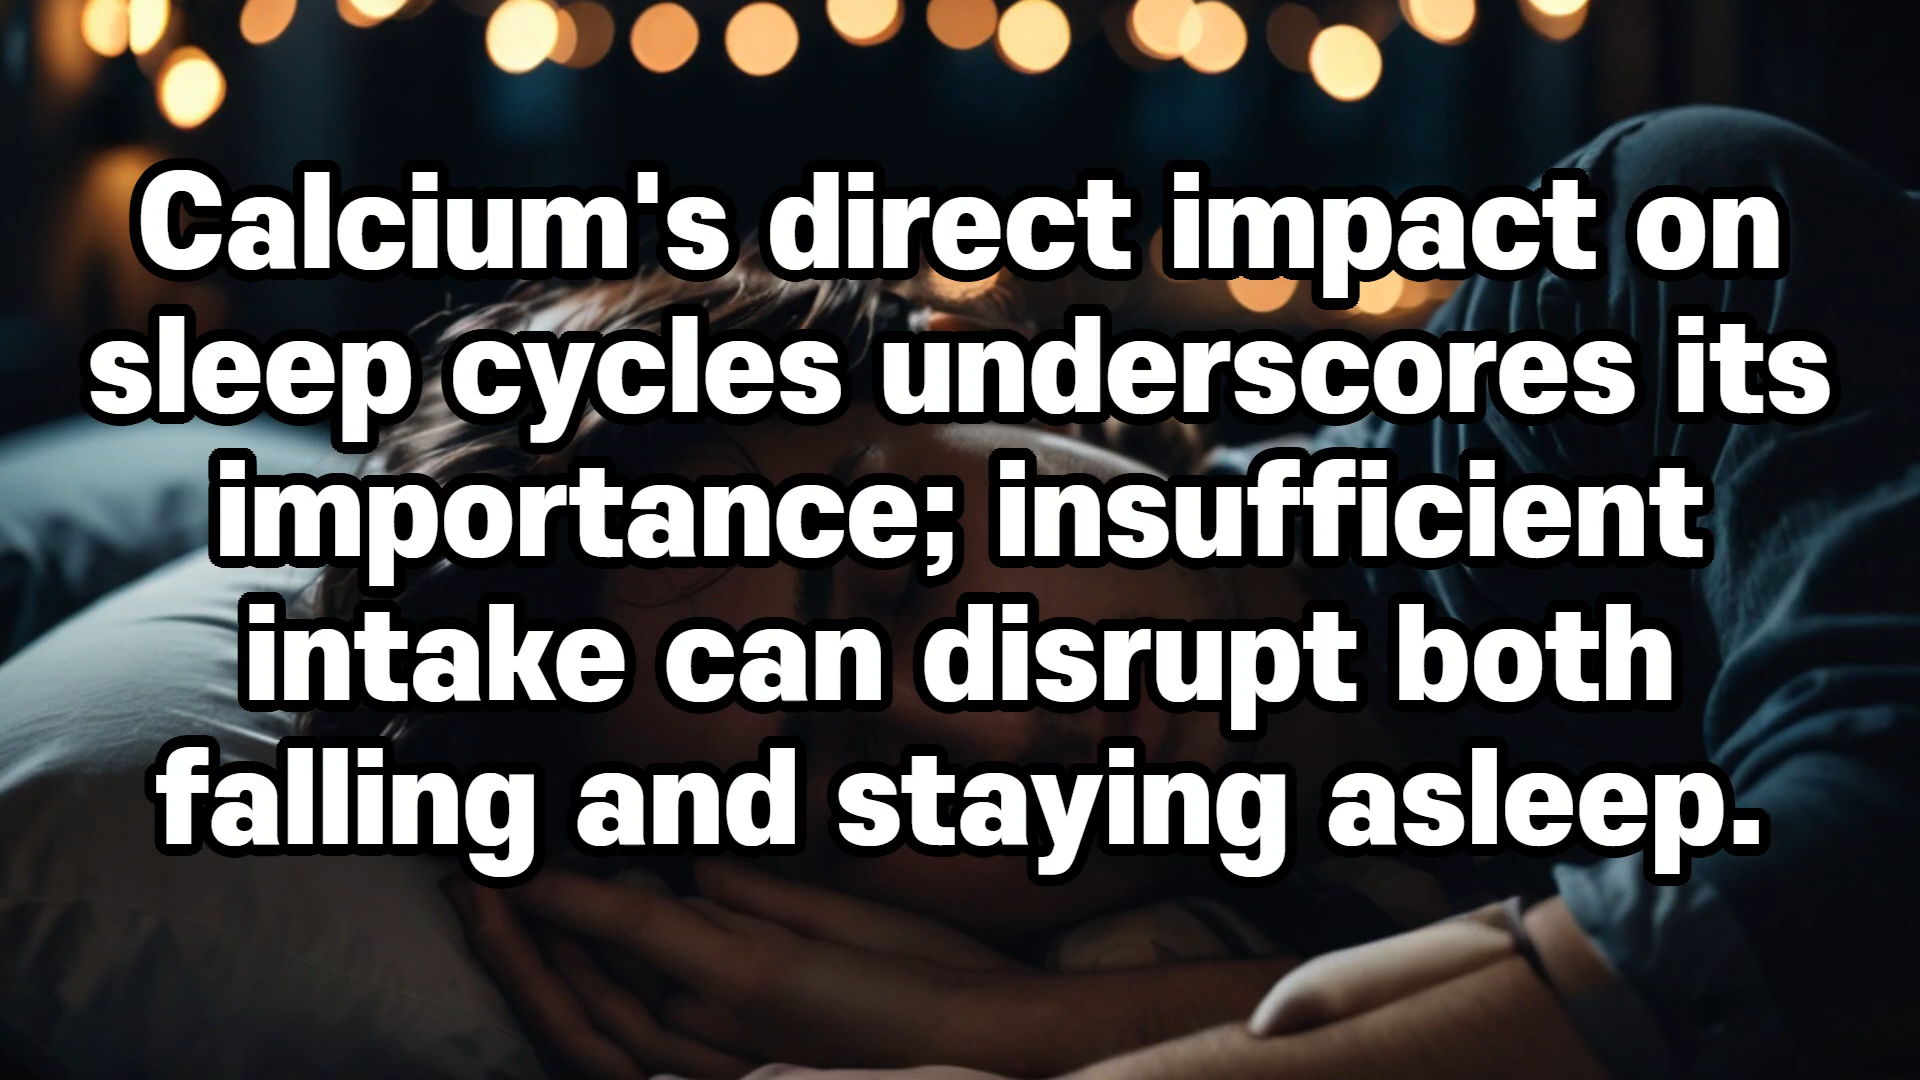 Calcium's direct impact on
sleep cycles underscores its
importance; insufficient
intake can disrupt both
falling and staying asleep.